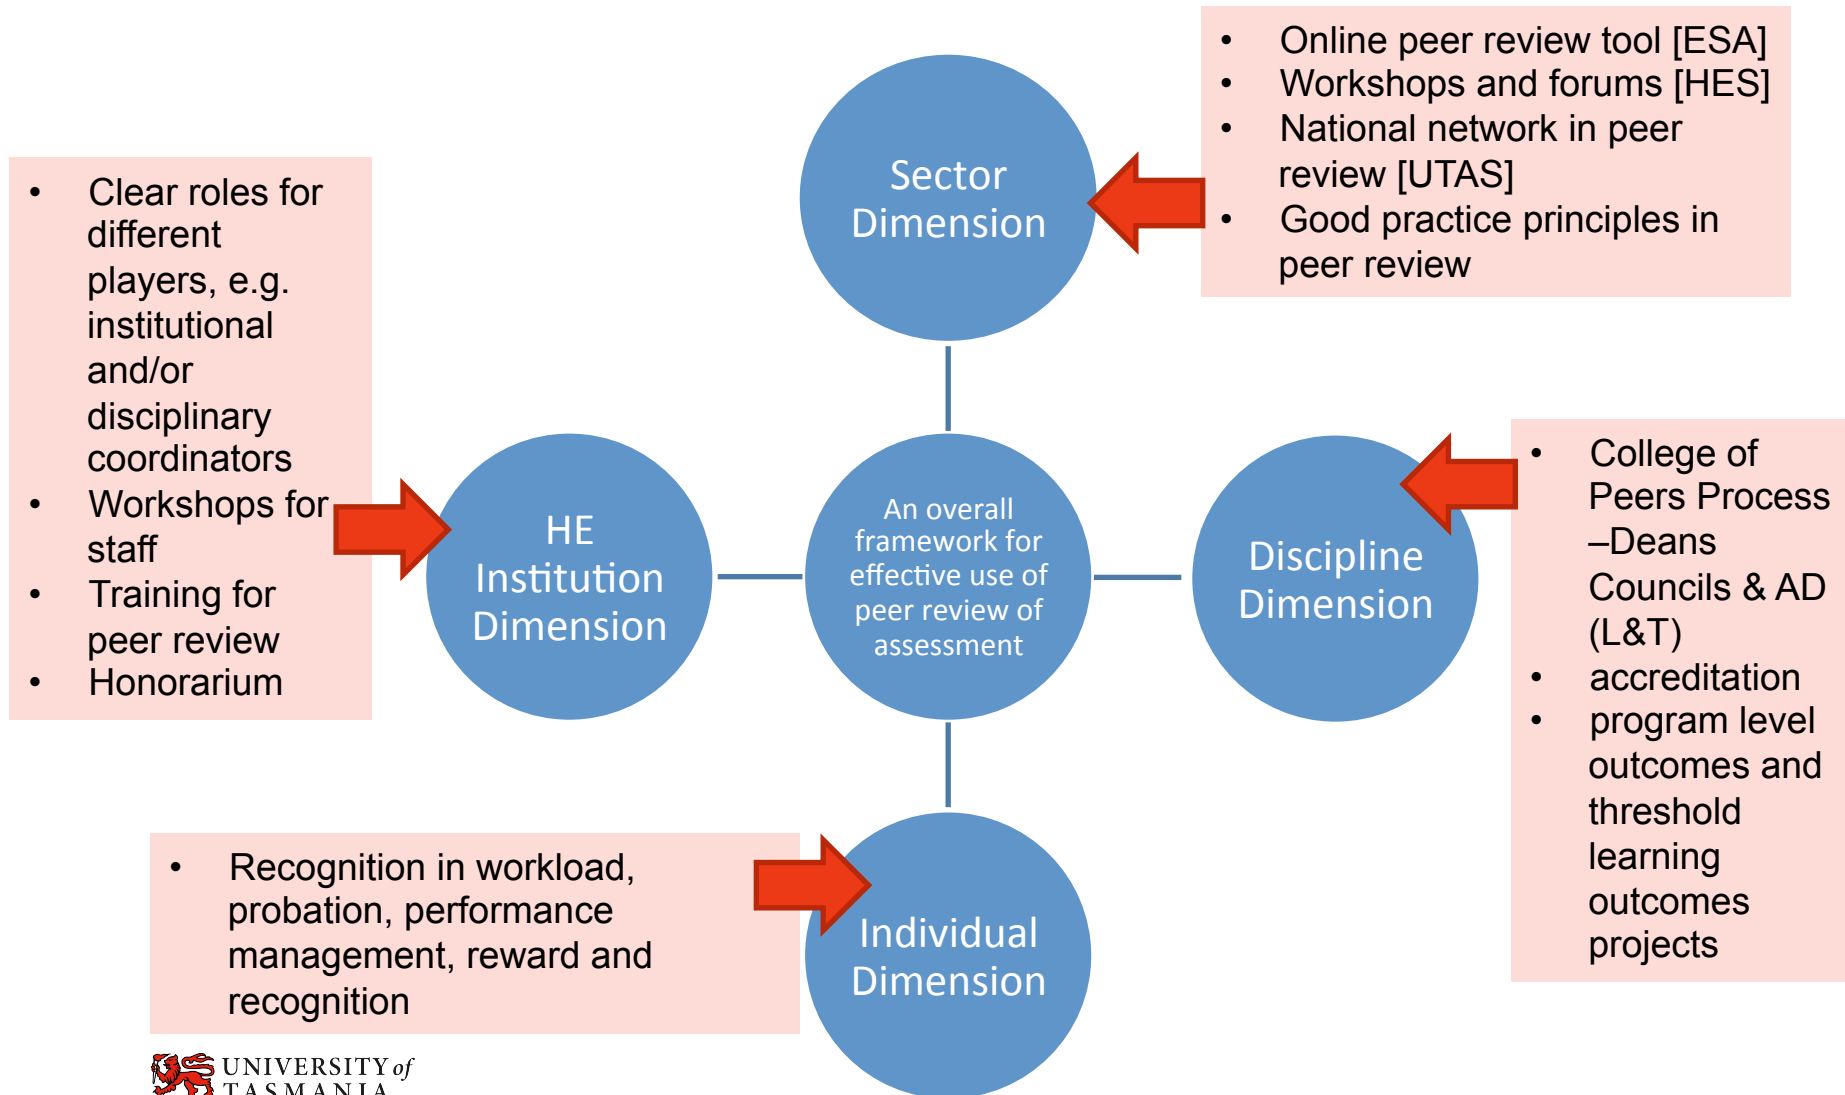 • Online peer review tool [ESA]
• Workshops and forums [HES]
• National network in peer
review [UTAS]
• Good practice principles in
peer review
Sector
Dimension
• Clear roles for
different
players, e.g.
institutional
and/or
disciplinary
coordinators
• Workshops for
staff
• Training for
peer review
• Honorarium
HE
Institution
Dimension
An overall
framework for
effective use of
peer review of
assessment
Discipline
Dimension
• College of
Peers Process
–Deans
Councils & AD
(L&T)
• accreditation
• program level
outcomes and
threshold
learning
outcomes
projects
• Recognition in workload,
probation, performance
management, reward and
recognition
Individual
Dimension
UNIVERSITY of
TASMANIA